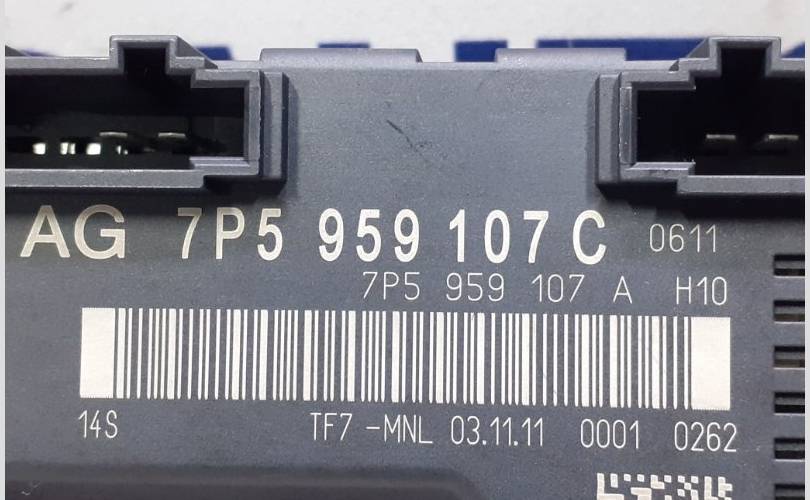 AG 7P5 959 107 C 0611
7P5 959 107 A H10
14S TF7 -MNL 03.11.11 0001 0262